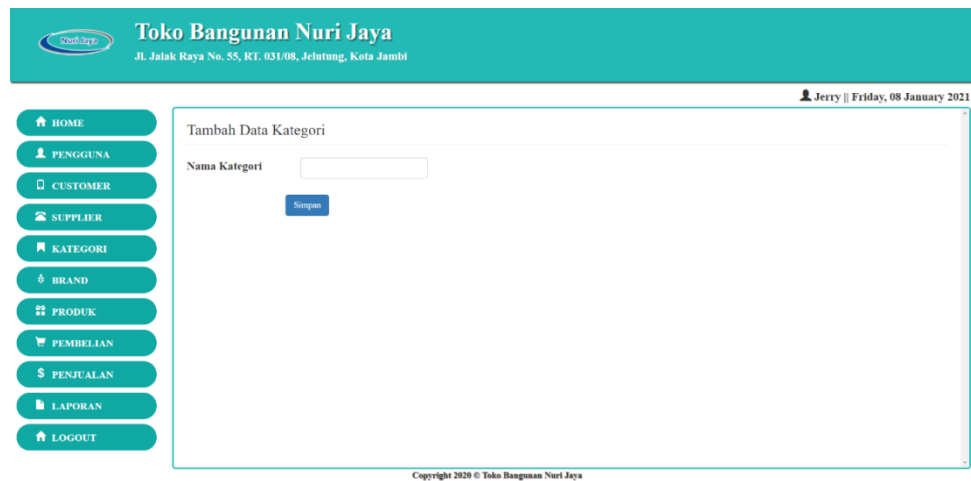 Nuri Jaya
Toko Bangunan Nuri Jaya
Jl. Jalak Raya No. 55, RT. 031/08, Jelutung, Kota Jambi
Jerry || Friday, 08 January 2021
HOME
PENGGUNA
CUSTOMER
SUPPLIER
KATEGORI
BRAND
PRODUK
PEMBELIAN
PENJUALAN
LAPORAN
LOGOUT
Tambah Data Kategori
Nama Kategori
Simpan
Copyright 2020 © Toko Bangunan Nuri Jaya